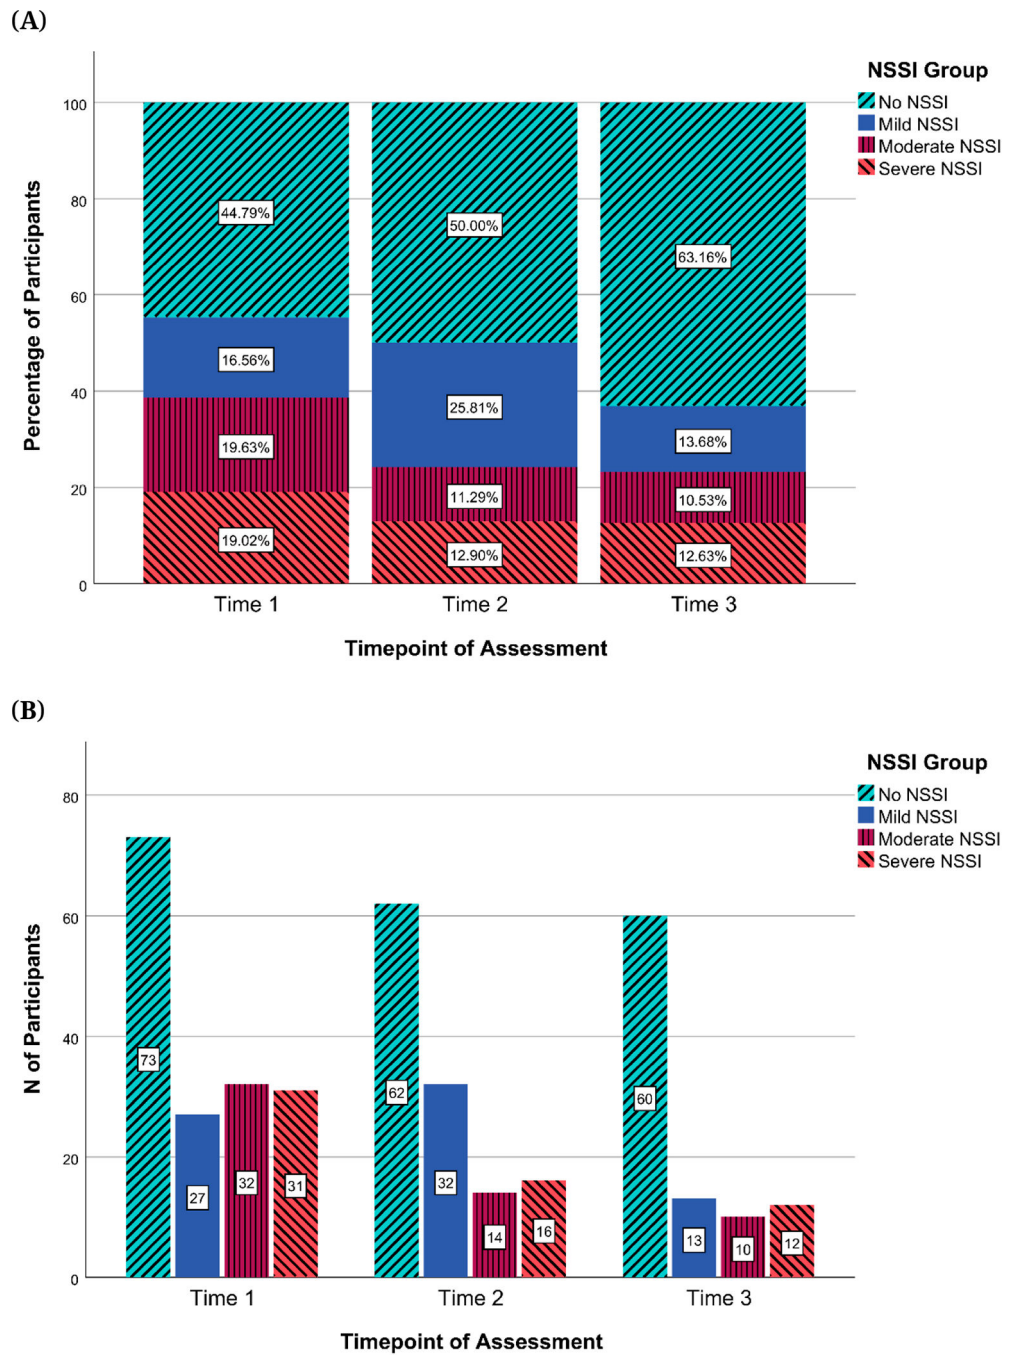 (A)
NSSI Group
No NSSI
Mild NSSI
Moderate NSSI
Severe NSSI
Percentage of Participants
100
80
60
40
20
0
44.79%
50.00%
63.16%
16.56%
25.81%
13.68%
19.63%
11.29%
10.53%
19.02%
12.90%
12.63%
Time 1
Time 2
Time 3
Timepoint of Assessment
(B)
NSSI Group
No NSSI
Mild NSSI
Moderate NSSI
Severe NSSI
N of Participants
80
60
40
20
0
73
27
32
31
62
32
14
16
60
13
10
12
Time 1
Time 2
Time 3
Timepoint of Assessment